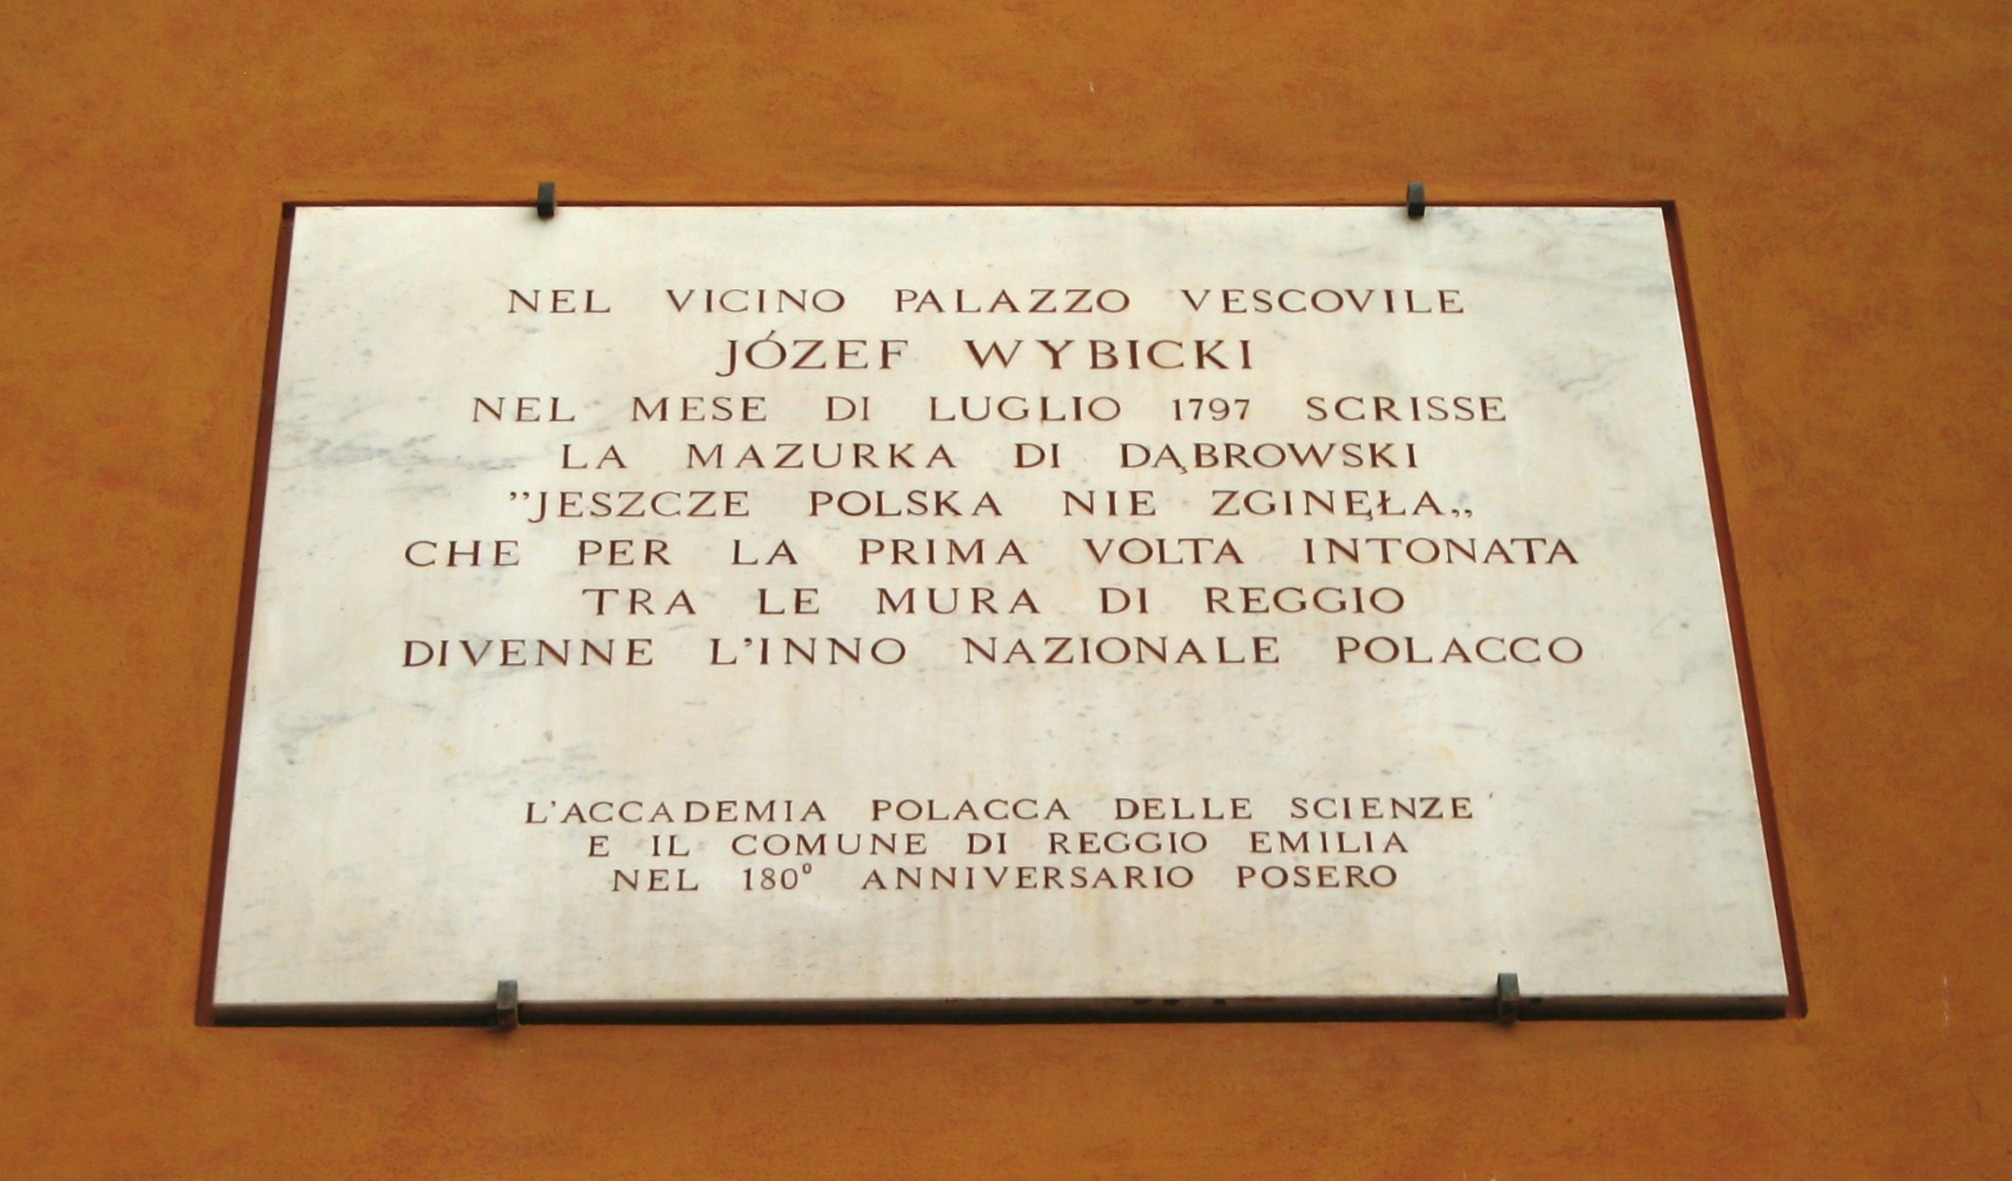 NEL VICINO PALAZZO VESCOVILE
JÓZEF WYBICKI
NEL MESE DI LUGLIO 1797 SCRISSE
LA MAZURKA DI DĄBROWSKI
”JESZCZE POLSKA NIE ZGINĘŁA„
CHE PER LA PRIMA VOLTA INTONATA
TRA LE MURA DI REGGIO
DIVENNE L’INNO NAZIONALE POLACCO
L’ACCADEMIA POLACCA DELLE SCIENZE
E IL COMUNE DI REGGIO EMILIA
NEL 180º ANNIVERSARIO POSERO